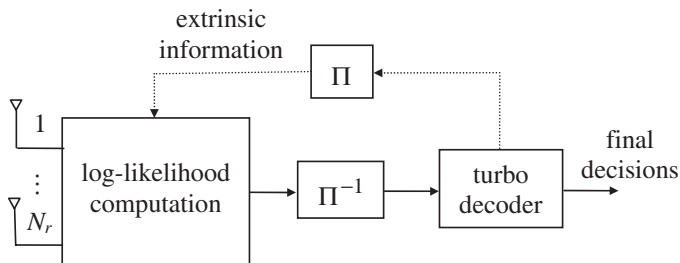 extrinsic
information
Π
1
⋮
N_r
log-likelihood
computation
Π⁻¹
turbo
decoder
final
decisions